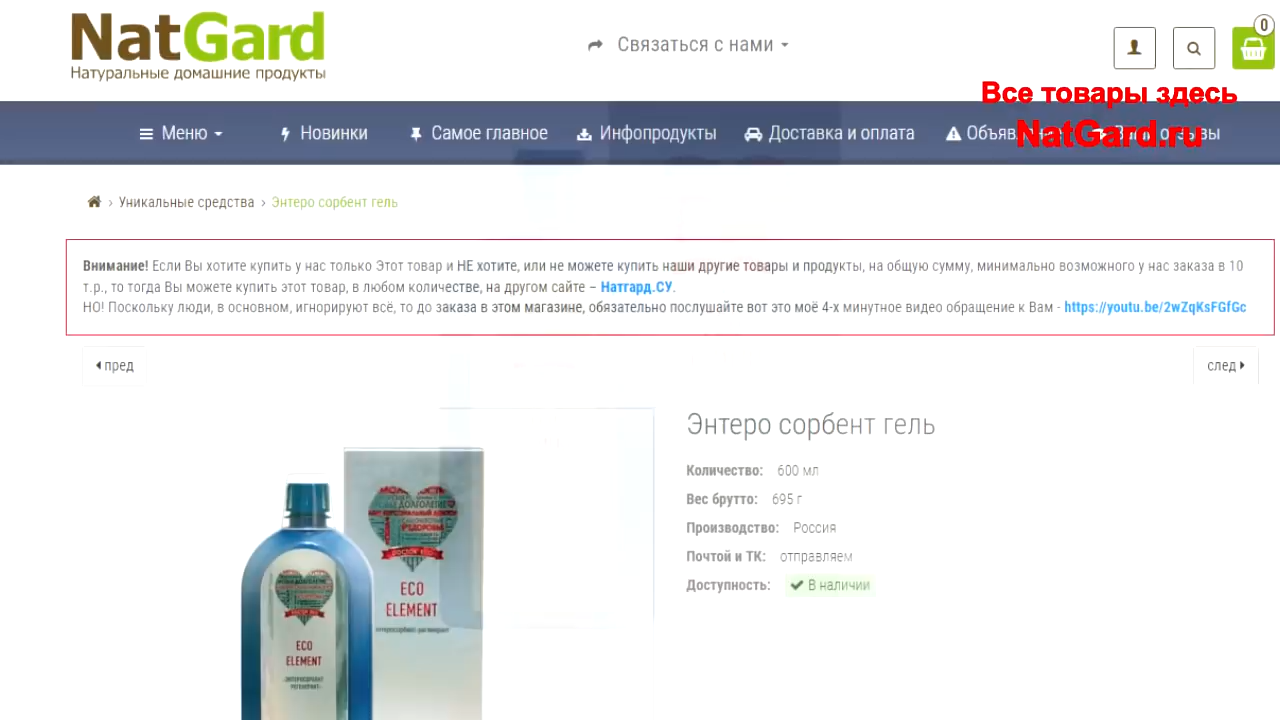 NatGard
Натуральные домашние продукты
Связаться с нами
0
Все товары здесь
NatGard.ru
Меню
Новинки
Самое главное
Инфопродукты
Доставка и оплата
› Уникальные средства › Энтеро сорбент гель
Внимание! Если Вы хотите купить у нас только Этот товар и НЕ хотите, или не можете купить наши другие товары и продукты, на общую сумму, минимально возможного у нас заказа в 10
т.р., то тогда Вы можете купить этот товар, в любом количестве, на другом сайте – Натгард.СУ.
НО! Поскольку люди, в основном, игнорируют всё, то до заказа в этом магазине, обязательно послушайте вот это моё 4-х минутное видео обращение к Вам - https://youtu.be/2wZqKsFGfGc
пред
след
Энтеро сорбент гель
Количество: 600 мл
Вес брутто: 695 г
Производство: Россия
Почтой и ТК: отправляем
Доступность: В наличии
ДОЛГОЛЕТИЕ
ECO
ELEMENT
ECO
ELEMENT